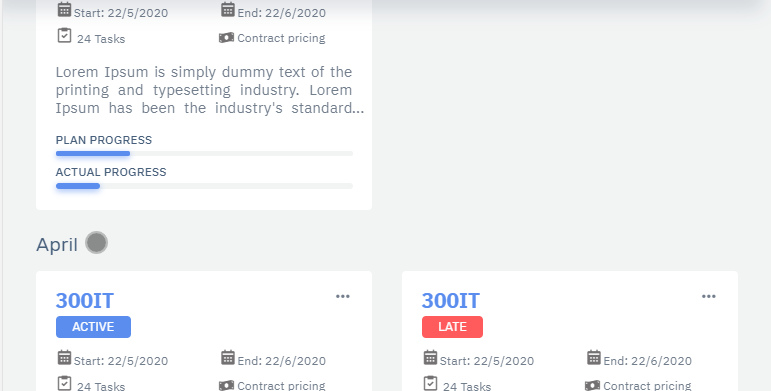 Start: 22/5/2020 End: 22/6/2020
24 Tasks Contract pricing
Lorem Ipsum is simply dummy text of the
printing and typesetting industry. Lorem
Ipsum has been the industry's standard...
PLAN PROGRESS
ACTUAL PROGRESS
April
300IT
ACTIVE
Start: 22/5/2020 End: 22/6/2020
24 Tasks Contract pricing
300IT
LATE
Start: 22/5/2020 End: 22/6/2020
24 Tasks Contract pricing